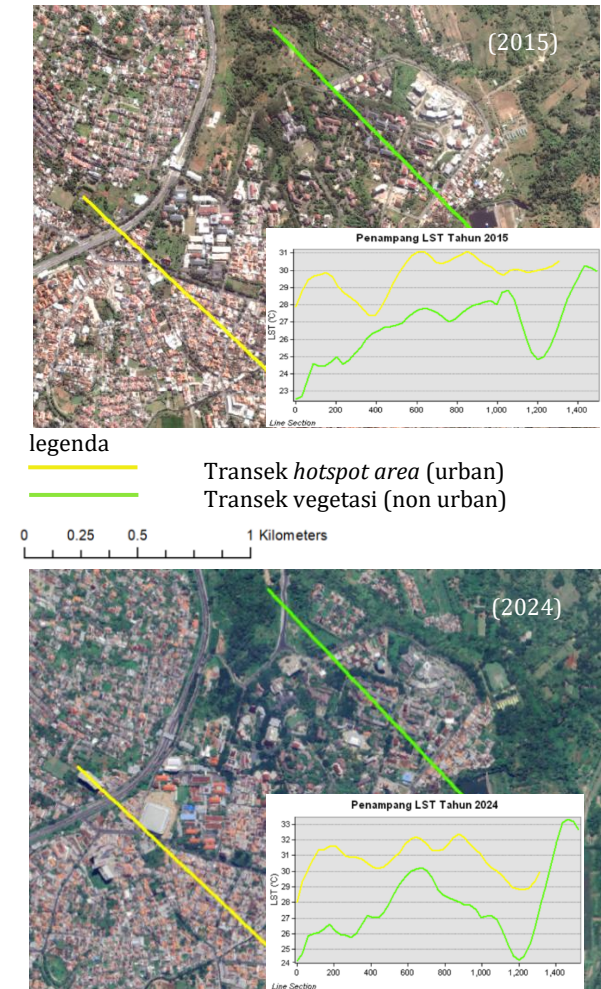 (2015)
Penampang LST Tahun 2015
LST (°C)
31
30
29
28
27
26
25
24
23
0 200 400 600 800 1,000 1,200 1,400
Line Section
legenda
Transek hotspot area (urban)
Transek vegetasi (non urban)
0 0.25 0.5 1 Kilometers
(2024)
Penampang LST Tahun 2024
LST (°C)
33
32
31
30
29
28
27
26
25
24
0 200 400 600 800 1,000 1,200 1,400
Line Section